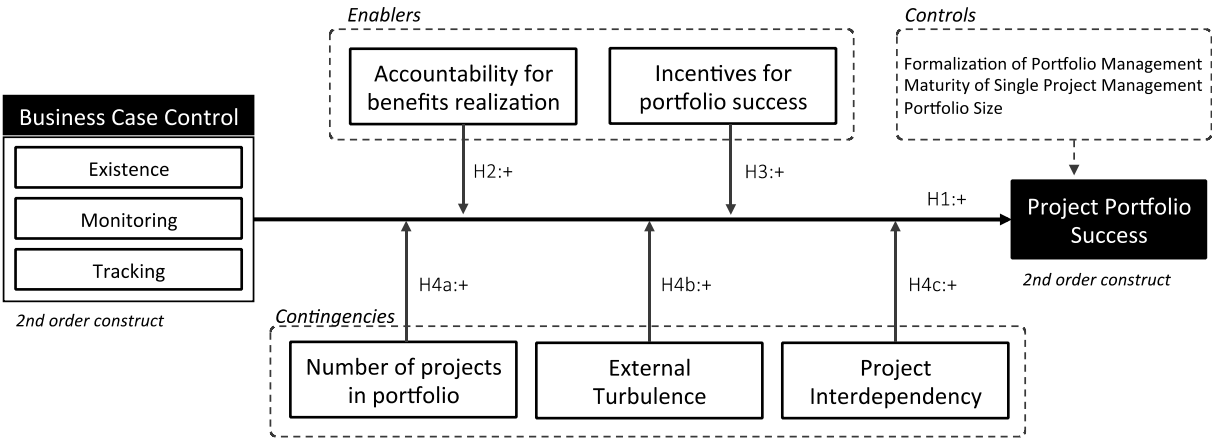 Enablers
Controls
Accountability for
benefits realization
Incentives for
portfolio success
Formalization of Portfolio Management
Maturity of Single Project Management
Portfolio Size
Business Case Control
Existence
Monitoring
Tracking
2nd order construct
H2:+
H3:+
H1:+
Project Portfolio
Success
2nd order construct
H4a:+
H4b:+
H4c:+
Contingencies
Number of projects
in portfolio
External
Turbulence
Project
Interdependency